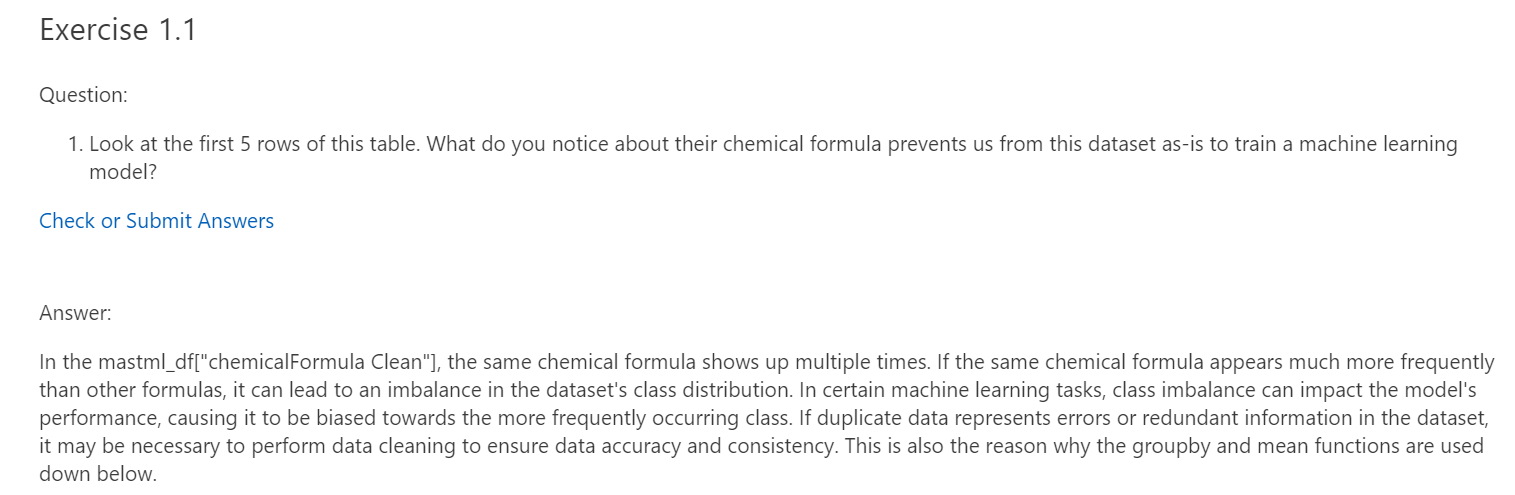 Exercise 1.1
Question:
1. Look at the first 5 rows of this table. What do you notice about their chemical formula prevents us from this dataset as-is to train a machine learning
model?
Check or Submit Answers
Answer:
In the mastml_df["chemicalFormula Clean"], the same chemical formula shows up multiple times. If the same chemical formula appears much more frequently
than other formulas, it can lead to an imbalance in the dataset's class distribution. In certain machine learning tasks, class imbalance can impact the model's
performance, causing it to be biased towards the more frequently occurring class. If duplicate data represents errors or redundant information in the dataset,
it may be necessary to perform data cleaning to ensure data accuracy and consistency. This is also the reason why the groupby and mean functions are used
down below.